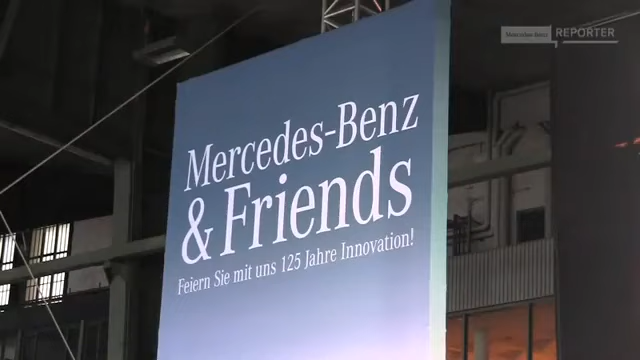 Mercedes-Benz REPORTER
Mercedes-Benz
& Friends
Feiern Sie mit uns 125 Jahre Innovation!